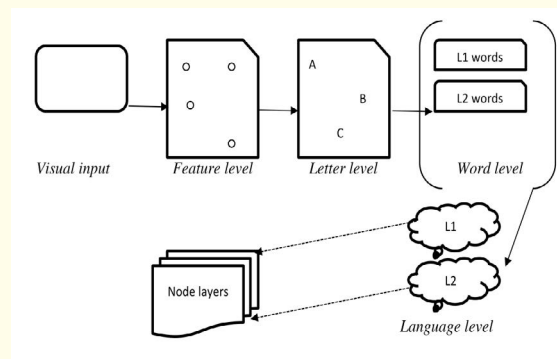 A
B
C
L1 words
L2 words
Visual input
Feature level
Letter level
Word level
L1
L2
Node layers
Language level